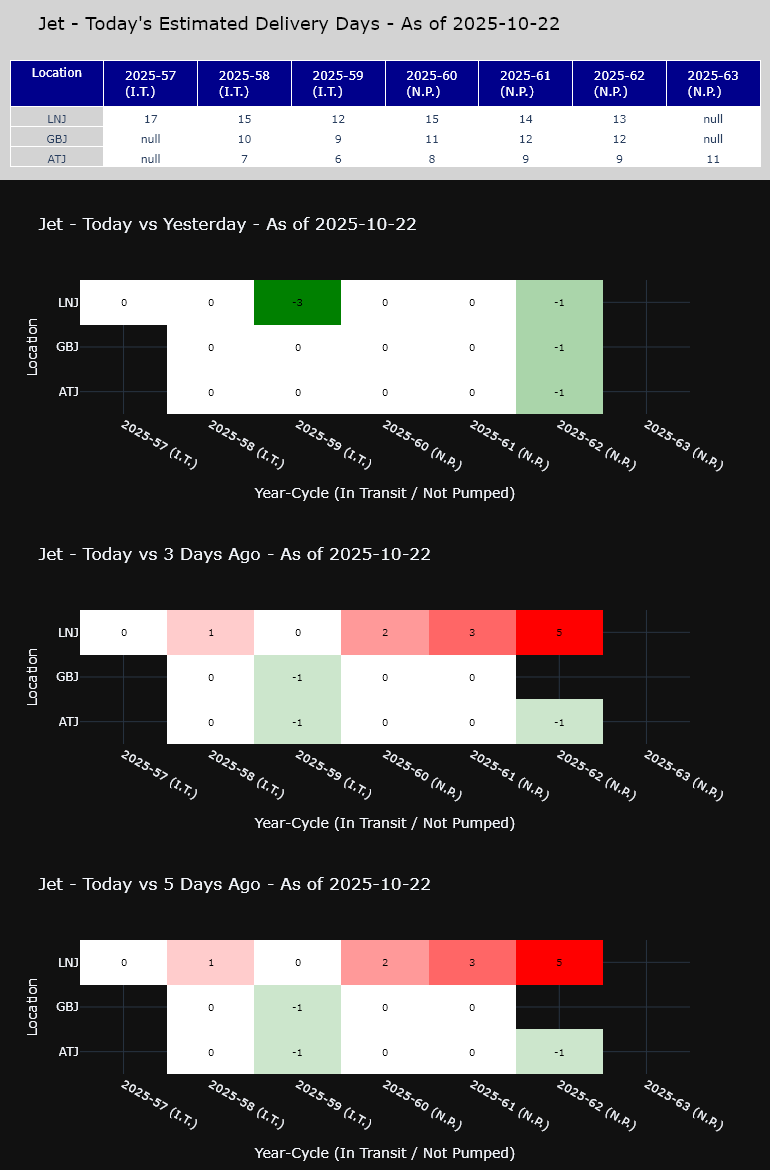 Jet - Today's Estimated Delivery Days - As of 2025-10-22
Location 2025-57 (I.T.) 2025-58 (I.T.) 2025-59 (I.T.) 2025-60 (N.P.) 2025-61 (N.P.) 2025-62 (N.P.) 2025-63 (N.P.)
LNJ 17 15 12 15 14 13 null
GBJ null 10 9 11 12 12 null
ATJ null 7 6 8 9 9 11
Jet - Today vs Yesterday - As of 2025-10-22
Location
LNJ 0 0 -3 0 0 -1
GBJ 0 0 0 0 -1
ATJ 0 0 0 0 -1
2025-57 (I.T.) 2025-58 (I.T.) 2025-59 (I.T.) 2025-60 (N.P.) 2025-61 (N.P.) 2025-62 (N.P.) 2025-63 (N.P.)
Year-Cycle (In Transit / Not Pumped)
Jet - Today vs 3 Days Ago - As of 2025-10-22
Location
LNJ 0 1 0 2 3 5
GBJ 0 -1 0 0
ATJ 0 -1 0 0 -1
2025-57 (I.T.) 2025-58 (I.T.) 2025-59 (I.T.) 2025-60 (N.P.) 2025-61 (N.P.) 2025-62 (N.P.) 2025-63 (N.P.)
Year-Cycle (In Transit / Not Pumped)
Jet - Today vs 5 Days Ago - As of 2025-10-22
Location
LNJ 0 1 0 2 3 5
GBJ 0 -1 0 0
ATJ 0 -1 0 0 -1
2025-57 (I.T.) 2025-58 (I.T.) 2025-59 (I.T.) 2025-60 (N.P.) 2025-61 (N.P.) 2025-62 (N.P.) 2025-63 (N.P.)
Year-Cycle (In Transit / Not Pumped)